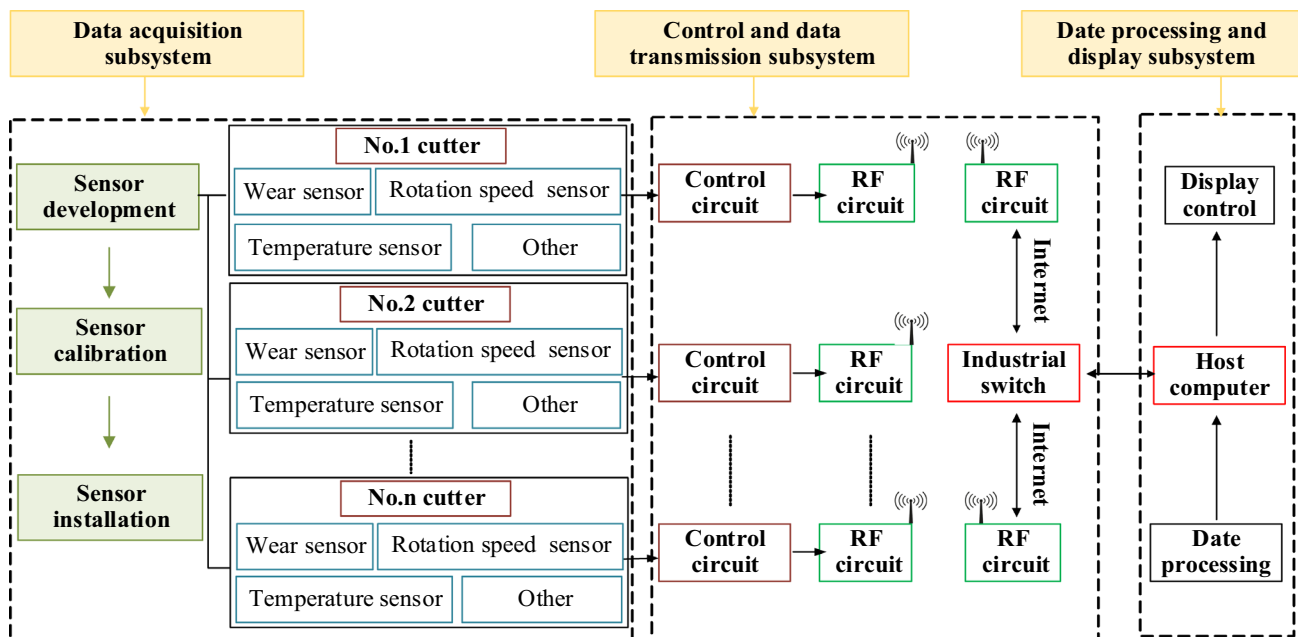 Data acquisition
subsystem
Control and data
transmission subsystem
Date processing and
display subsystem
Sensor
development
Sensor
calibration
Sensor
installation
No.1 cutter
Wear sensor
Rotation speed sensor
Temperature sensor
Other
No.2 cutter
Wear sensor
Rotation speed sensor
Temperature sensor
Other
No.n cutter
Wear sensor
Rotation speed sensor
Temperature sensor
Other
Control
circuit
RF
circuit
RF
circuit
Internet
Control
circuit
RF
circuit
Industrial
switch
Internet
Control
circuit
RF
circuit
RF
circuit
Display
control
Host
computer
Date
processing